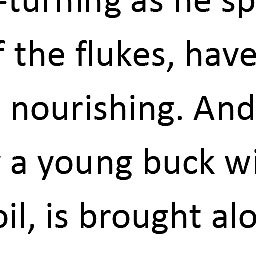 -turning as he sp
f the flukes, have
nourishing. And
a young buck wi
oil, is brought alo